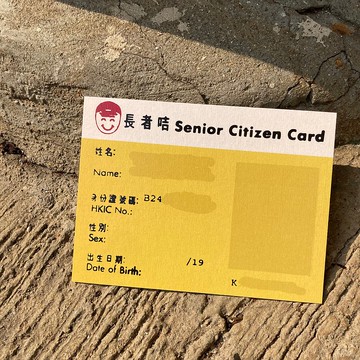 長者咭 Senior Citizen Card
姓名:
Name:
身份證號碼: B24
HKIC No.:
性別:
Sex:
出生日期: /19
Date of Birth:
K